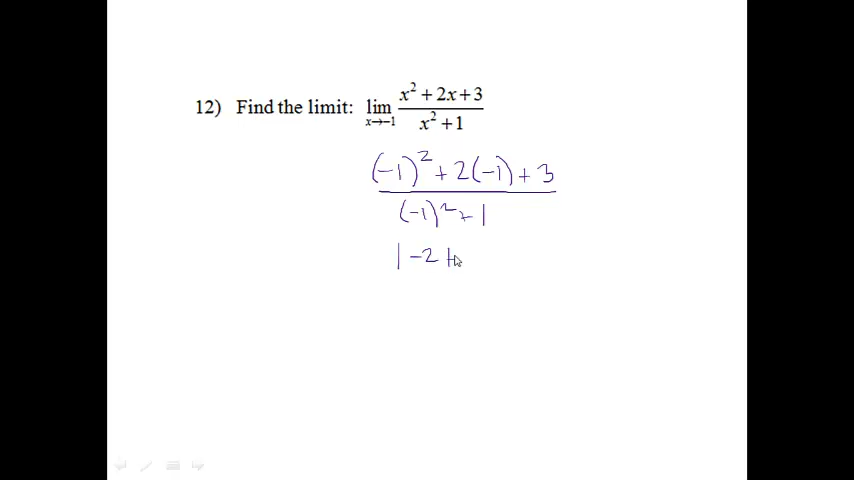 12) Find the limit: lim x→-1 (x² + 2x + 3)/(x² + 1)
(-1)² + 2(-1) + 3
(-1)² + 1
1 - 2 +